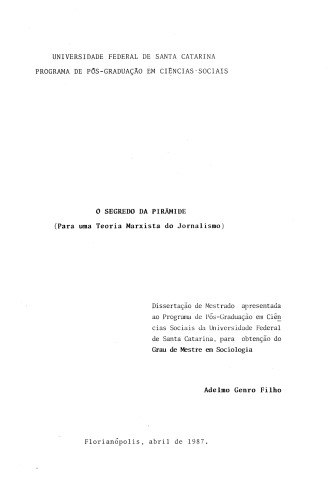 UNIVERSIDADE FEDERAL DE SANTA CATARINA
PROGRAMA DE PÓS-GRADUAÇÃO EM CIÊNCIAS SOCIAIS
O SEGREDO DA PIRÂMIDE
(Para uma Teoria Marxista do Jornalismo)
Dissertação de Mestrado apresentada
ao Programa de Pós-Graduação em Ciên
cias Sociais da Universidade Federal
de Santa Catarina, para obtenção do
Grau de Mestre em Sociologia
Adelmo Genro Filho
Florianópolis, abril de 1987.